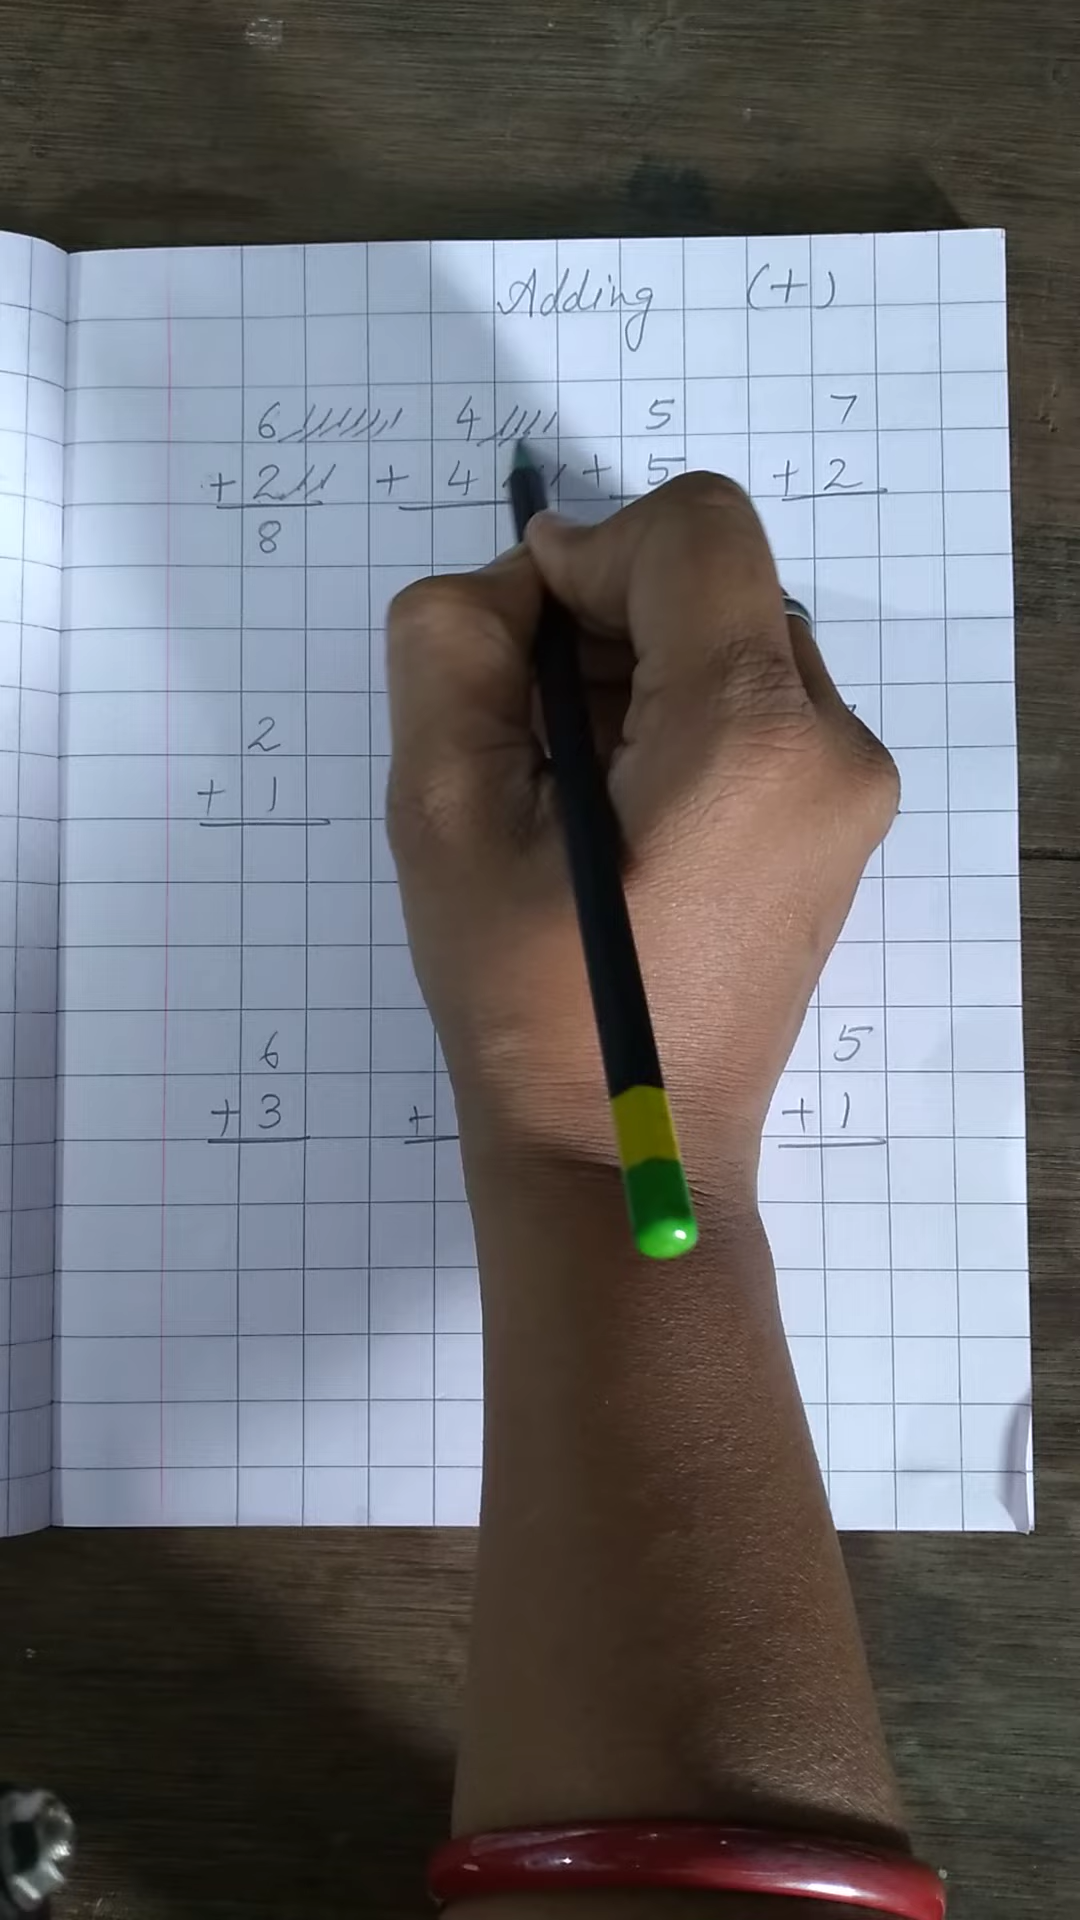 Adding (+)
6 4 5 7
+ 2 + 4 + 5 + 2
8
2
+ 1
6 5
+ 3 + + 1